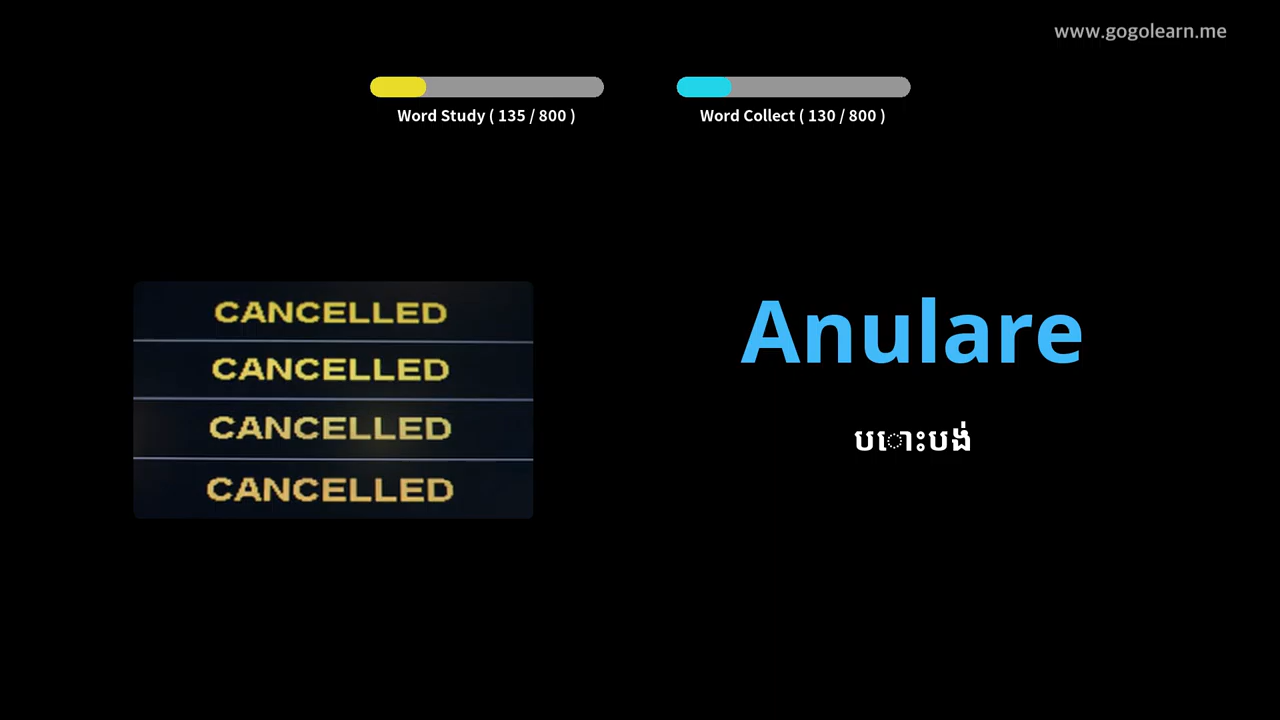 www.gogolearn.me
Word Study ( 135 / 800 )
Word Collect ( 130 / 800 )
CANCELLED
CANCELLED
CANCELLED
CANCELLED
Anulare
បោះបង់